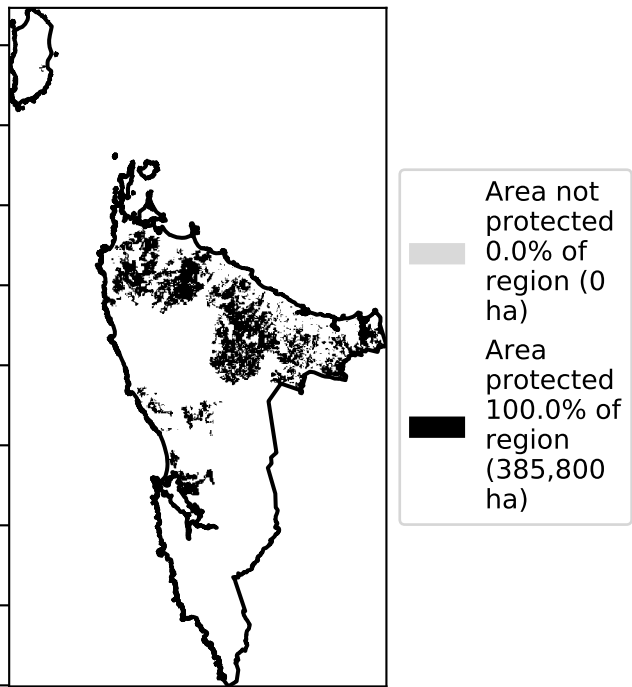 Area not
protected
0.0% of
region (0
ha)
Area
protected
100.0% of
region
(385,800
ha)